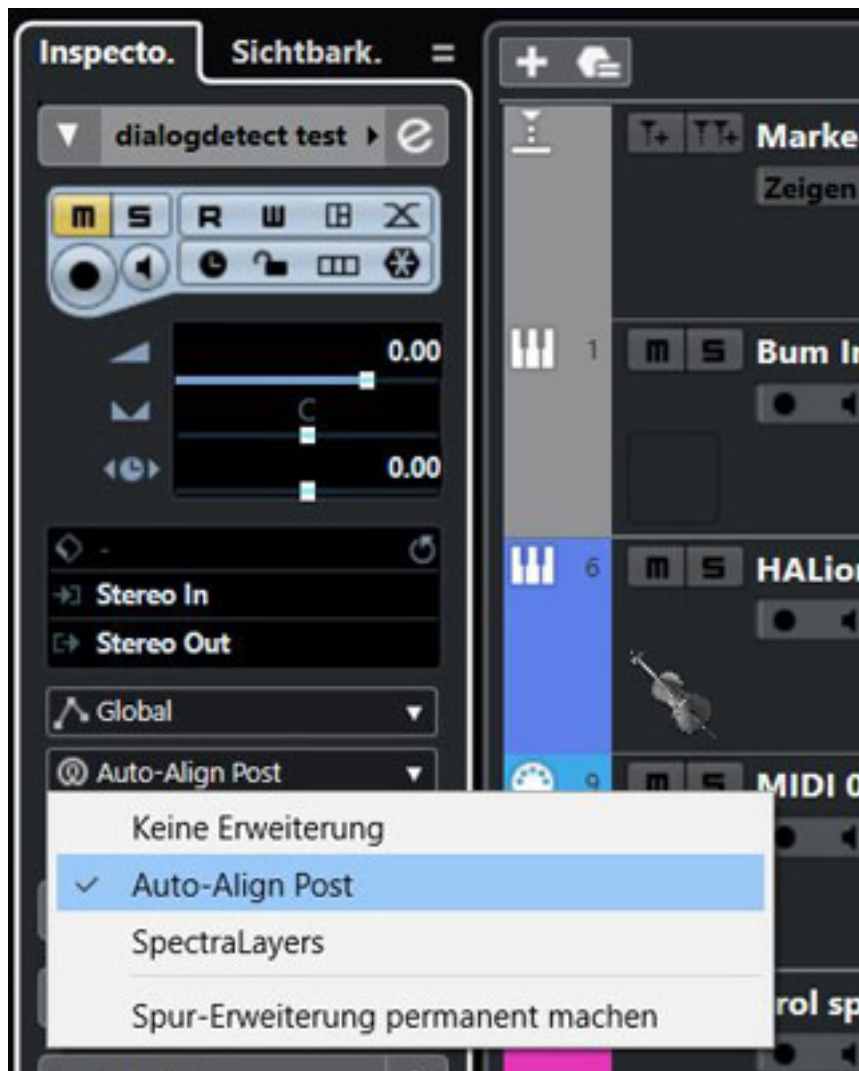 Inspecto. Sichtbark.
dialogdetect test
M S R W
0.00
C
0.00
-
Stereo In
Stereo Out
Global
Auto-Align Post
Keine Erweiterung
Auto-Align Post
SpectraLayers
Spur-Erweiterung permanent machen
Marke
Zeigen
1 M S Bum I
6 M S HALion
9 M S MIDI 0
rol sp